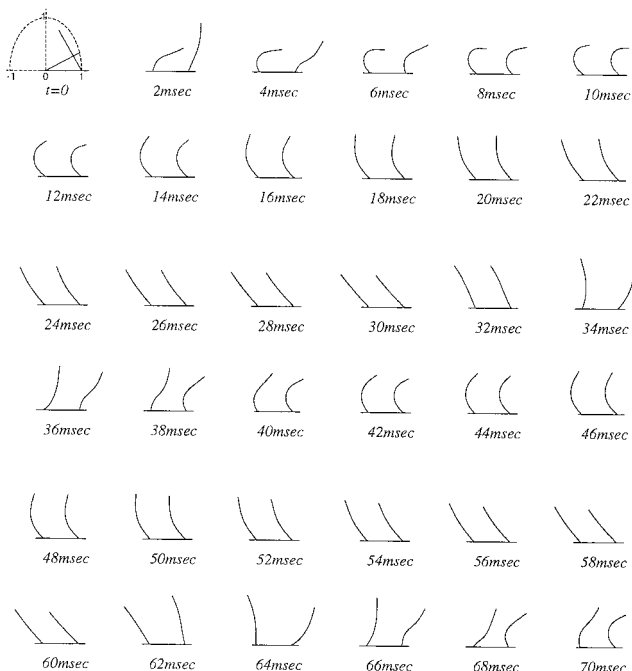 1
-1 0 1
t=0 2msec 4msec 6msec 8msec 10msec
12msec 14msec 16msec 18msec 20msec 22msec
24msec 26msec 28msec 30msec 32msec 34msec
36msec 38msec 40msec 42msec 44msec 46msec
48msec 50msec 52msec 54msec 56msec 58msec
60msec 62msec 64msec 66msec 68msec 70msec